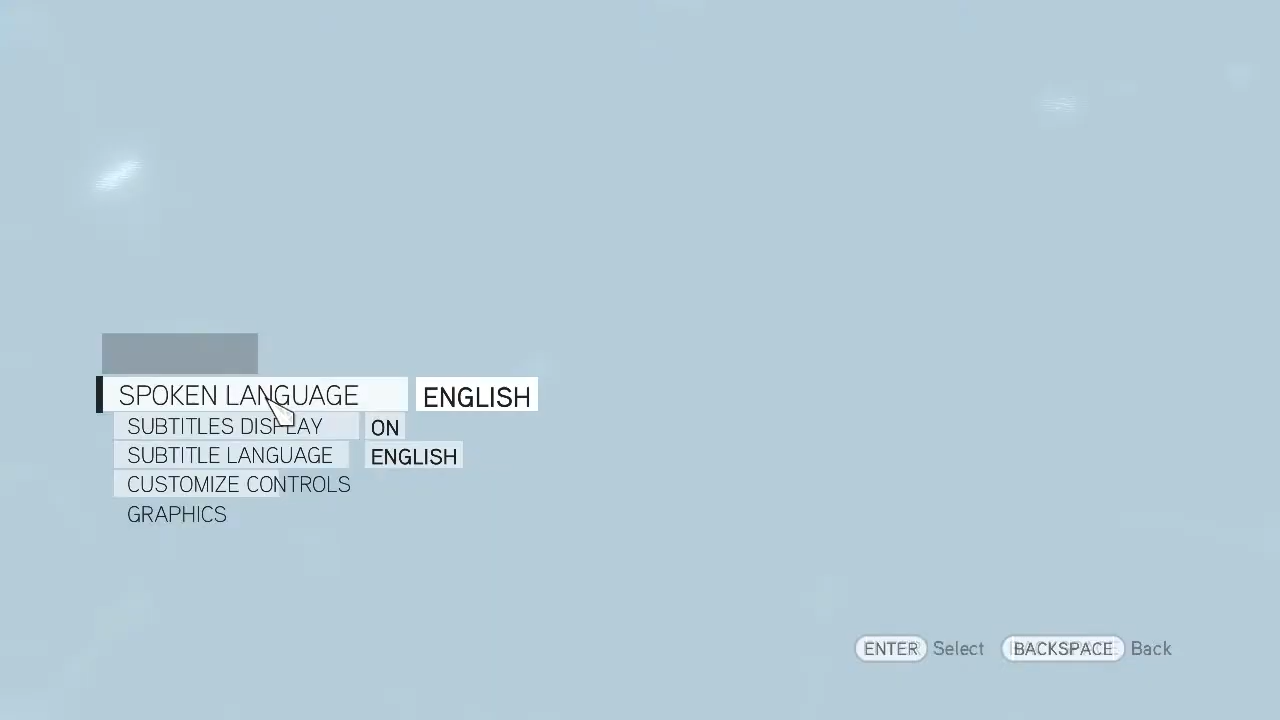 SPOKEN LANGUAGE ENGLISH
SUBTITLES DISPLAY ON
SUBTITLE LANGUAGE ENGLISH
CUSTOMIZE CONTROLS
GRAPHICS
ENTER Select BACKSPACE Back